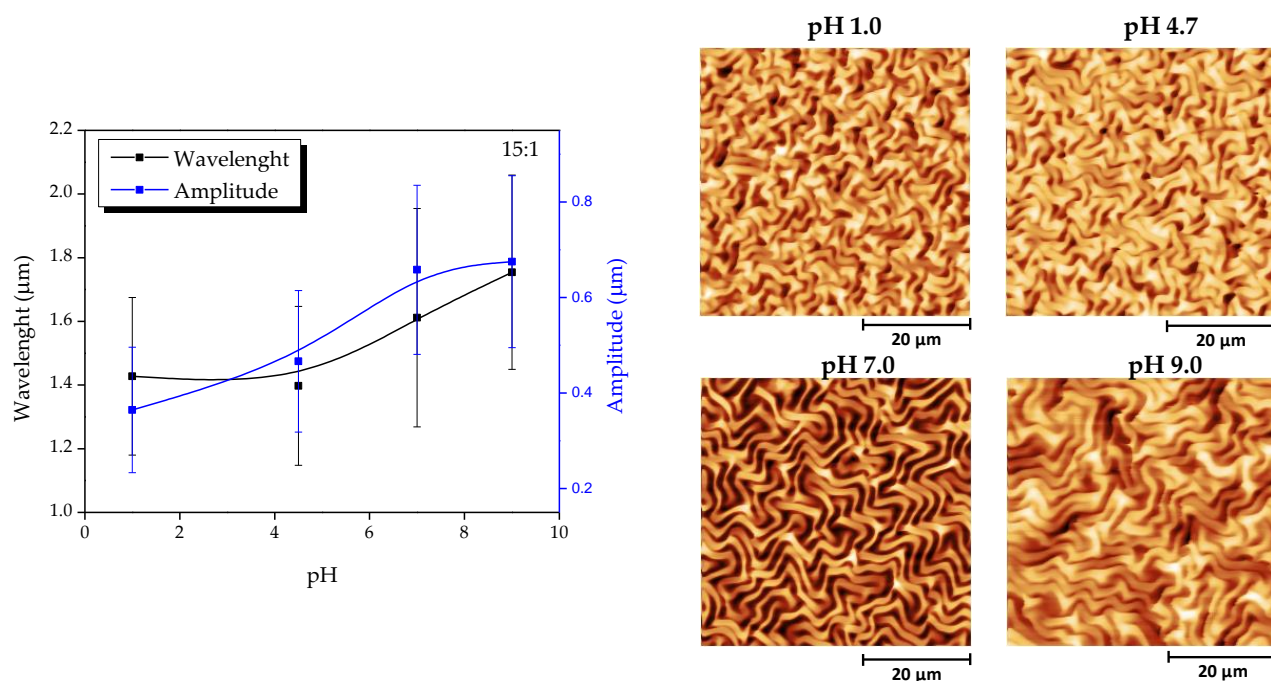 Wavelenght
Amplitude
15:1
2.2
2.0
1.8
1.6
1.4
1.2
1.0
Wavelenght (μm)
0
2
4
6
8
10
pH
0.8
0.6
0.4
0.2
Amplitude (μm)
pH 1.0
20 μm
pH 4.7
20 μm
pH 7.0
20 μm
pH 9.0
20 μm